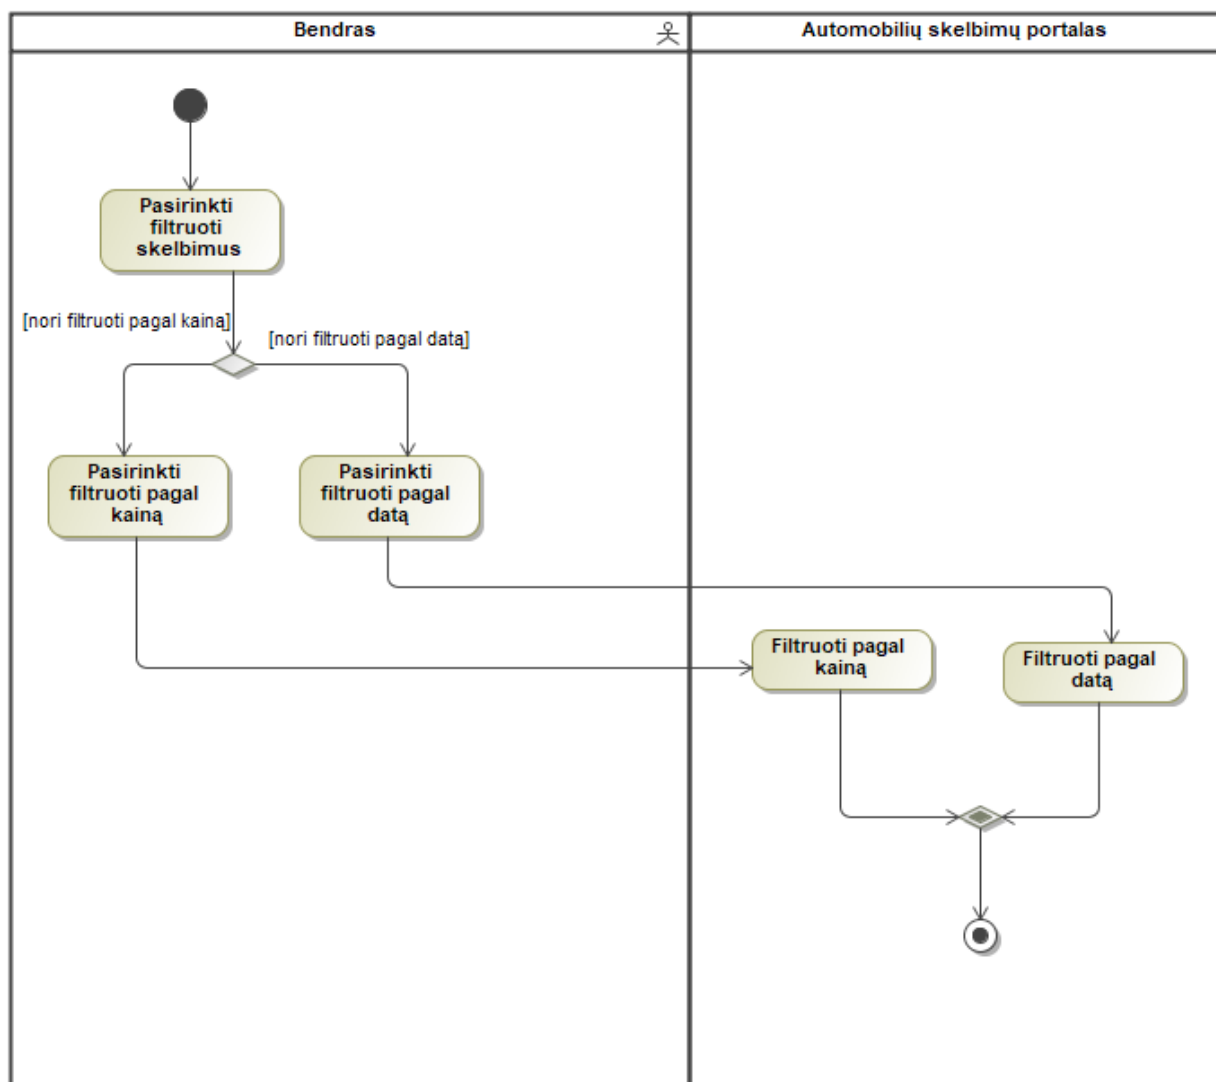 Bendras
Automobilių skelbimų portalas
Pasirinkti
filtruoti
skelbimus
[nori filtruoti pagal kainą]
[nori filtruoti pagal datą]
Pasirinkti
filtruoti pagal
kainą
Pasirinkti
filtruoti pagal
datą
Filtruoti pagal
kainą
Filtruoti pagal
datą